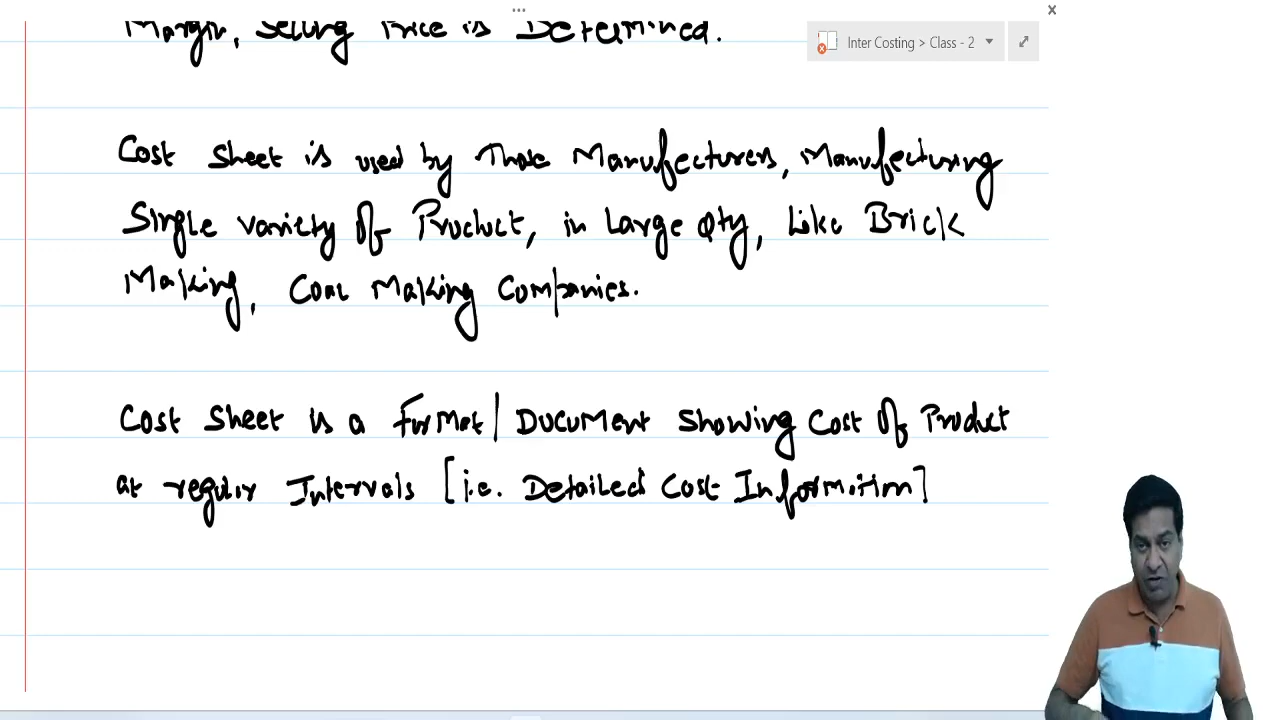 Margin, Selling Price is Determined.
Inter Costing > Class - 2
Cost Sheet is used by Those Manufecturers, Manufecturing
Single variety Of Product, in Large Qty, Like Brick
Making, Coal Making Companies.
Cost Sheet is a Format/Document Showing Cost Of Product
at regular Intervals [i.e. Detailed Cost Information]